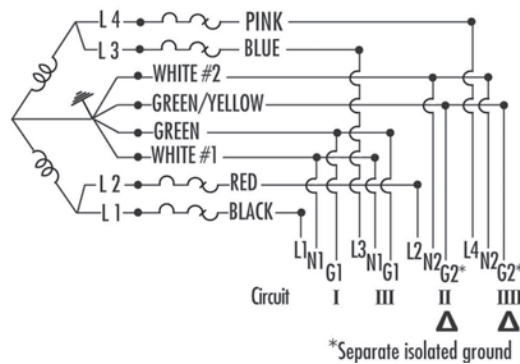 L 4 PINK
L 3 BLUE
WHITE #2
GREEN/YELLOW
GREEN
WHITE #1
L 2 RED
L 1 BLACK
L1 N1 G1 L3 N1 G1 L2 N2 G2* L4 N2 G2*
Circuit I III II IIII
Δ Δ
*Separate isolated ground